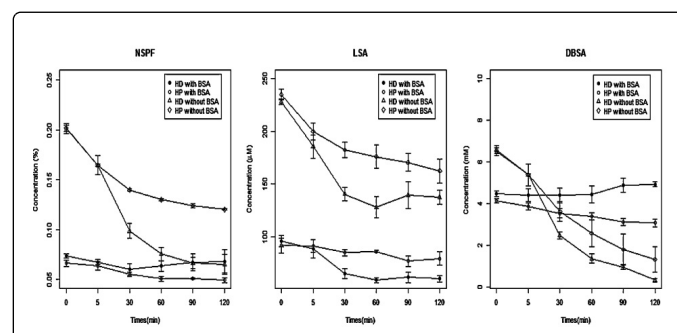 NSPF
Concentration (%)
0.25
0.20
0.15
0.10
0.05
HD with BSA
HP with BSA
HD without BSA
HP without BSA
0 5 30 60 90 120
Times(min)
LSA
Concentration (µM)
250
200
150
100
HD with BSA
HP with BSA
HD without BSA
HP without BSA
0 5 30 60 90 120
Times(min)
DBSA
Concentration (mM)
10
8
6
4
2
0
HD with BSA
HP with BSA
HD without BSA
HP without BSA
0 5 30 60 90 120
Times(min)